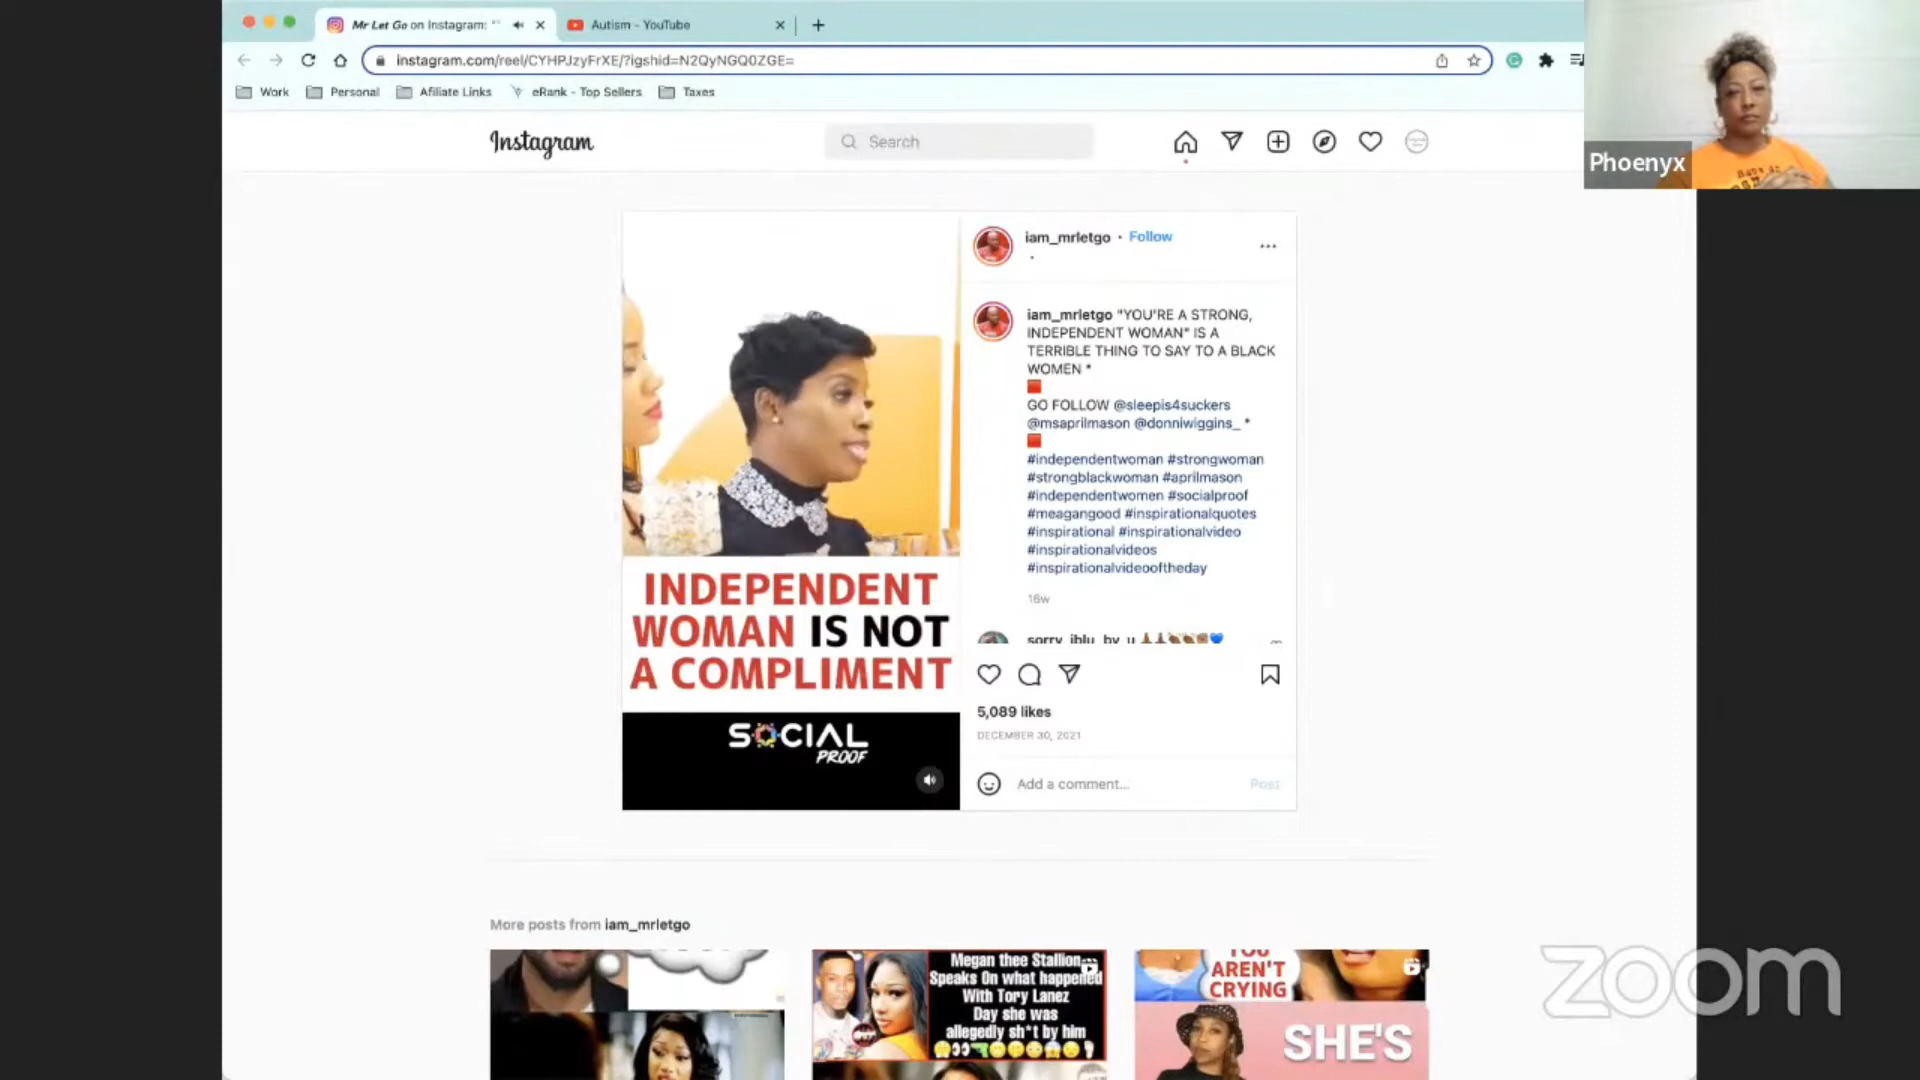 Mr Let Go on Instagram: "
Autism - YouTube
instagram.com/reel/CYHPJzyFrXE/?igshid=N2QyNGQ0ZGE=
Work
Personal
Afiliate Links
eRank - Top Sellers
Taxes
Instagram
Search
Phoenyx
iam_mrletgo • Follow
iam_mrletgo "YOU'RE A STRONG,
INDEPENDENT WOMAN" IS A
TERRIBLE THING TO SAY TO A BLACK
WOMEN *
GO FOLLOW @sleepis4suckers
@msaprilmason @donniwiggins_ *
#independentwoman #strongwoman
#strongblackwoman #aprilmason
#independentwomen #socialproof
#meagangood #inspirationalquotes
#inspirational #inspirationalvideo
#inspirationalvideos
#inspirationalvideooftheday
16w
sorry_iblu_by_u
INDEPENDENT
WOMAN IS NOT
A COMPLIMENT
SOCIAL
PROOF
5,089 likes
DECEMBER 30, 2021
Add a comment...
Post
More posts from iam_mrletgo
Megan thee Stallion
Speaks On what happened
With Tory Lanez
Day she was
allegedly sh*t by him
YOU
AREN'T
CRYING
SHE'S
zoom